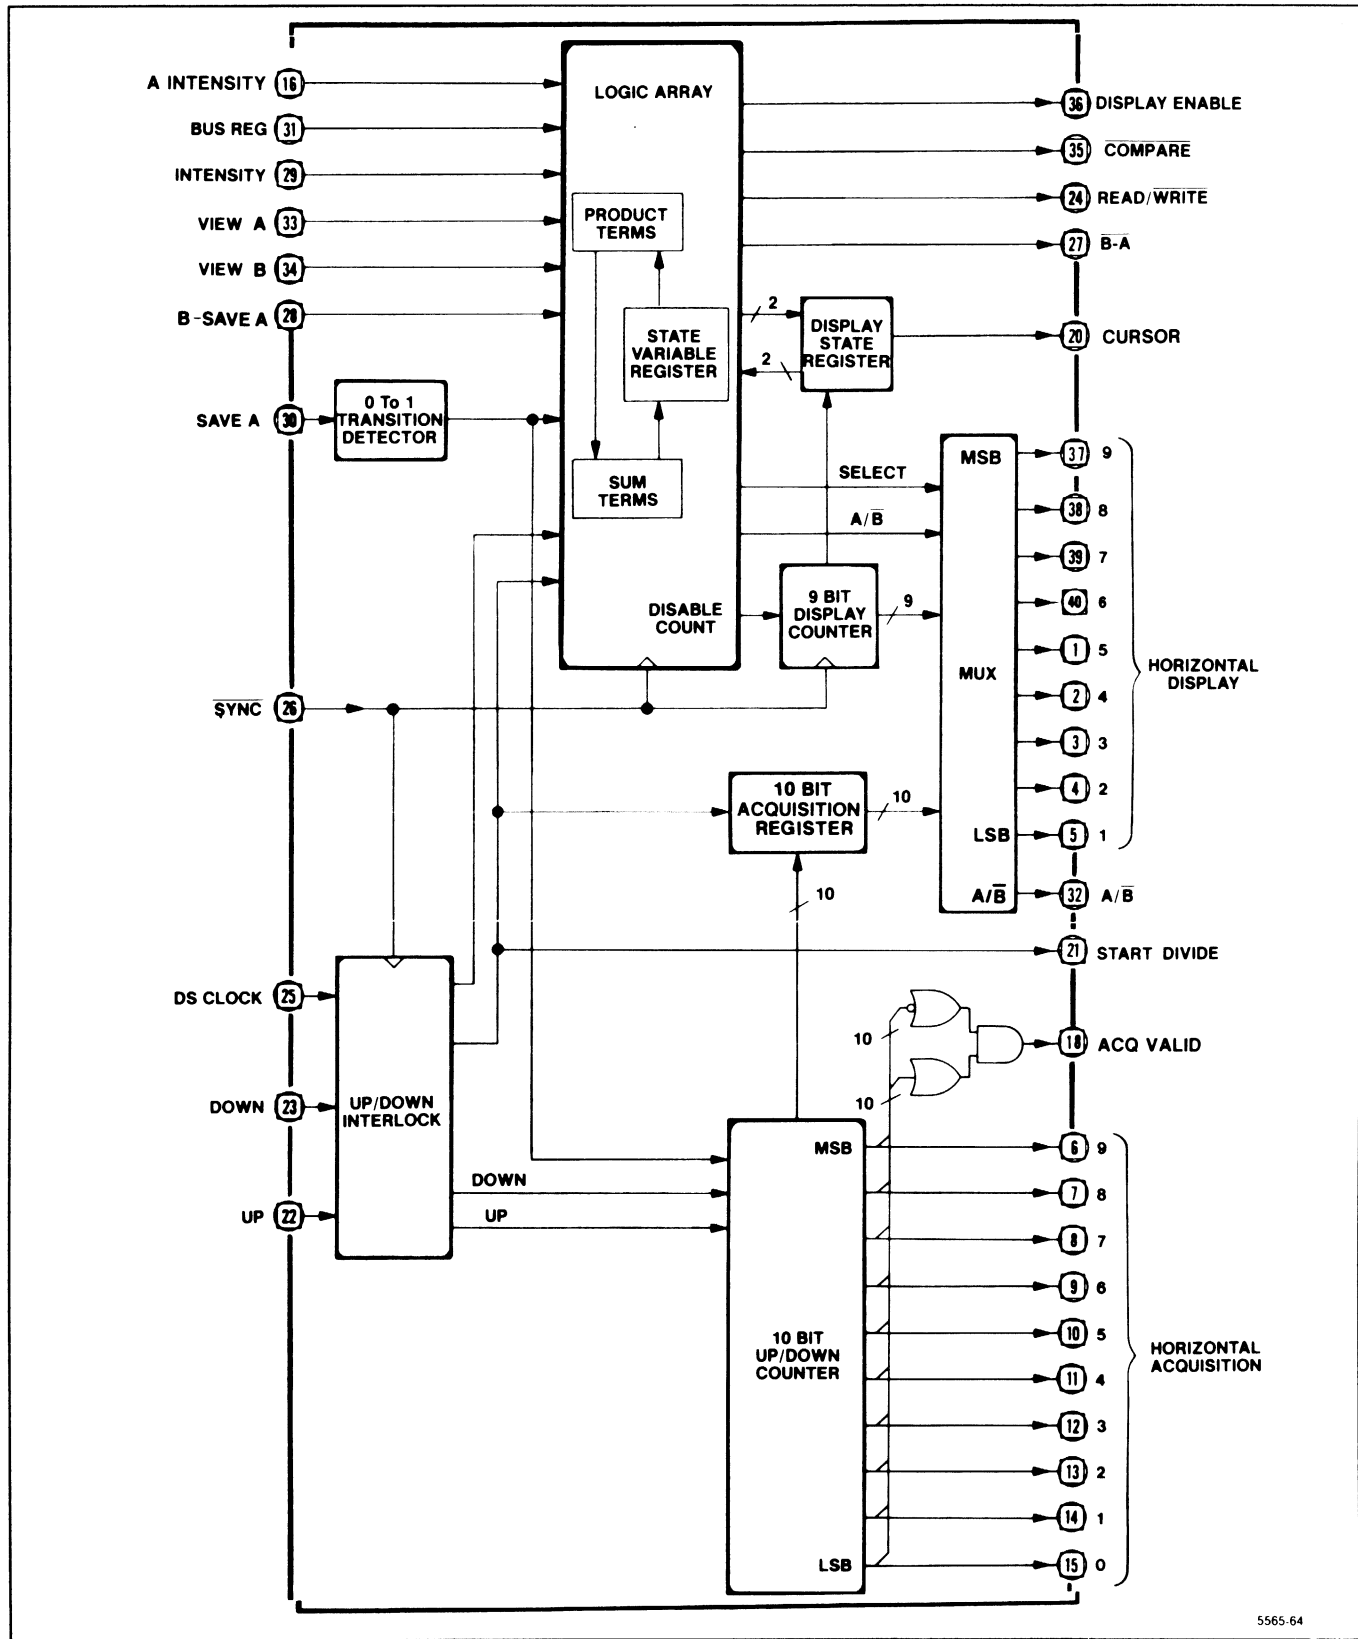 A INTENSITY 16
BUS REG 31
INTENSITY 29
VIEW A 33
VIEW B 34
B-SAVE A 28
SAVE A 30
0 To 1
TRANSITION
DETECTOR
SYNC 26
DS CLOCK 25
DOWN 23
UP 22
UP/DOWN
INTERLOCK
LOGIC ARRAY
PRODUCT
TERMS
STATE
VARIABLE
REGISTER
SUM
TERMS
DISABLE
COUNT
2
2
DISPLAY
STATE
REGISTER
SELECT
A/B
9 BIT
DISPLAY
COUNTER
9
10 BIT
ACQUISITION
REGISTER
10
10
MSB
MUX
LSB
A/B
36 DISPLAY ENABLE
35 COMPARE
24 READ/WRITE
27 B-A
20 CURSOR
37 9
38 8
39 7
40 6
1 5
2 4
3 3
4 2
5 1
HORIZONTAL
DISPLAY
32 A/B
21 START DIVIDE
10
10
18 ACQ VALID
DOWN
UP
MSB
10 BIT
UP/DOWN
COUNTER
LSB
6 9
7 8
8 7
9 6
10 5
11 4
12 3
13 2
14 1
15 0
HORIZONTAL
ACQUISITION
5565-64